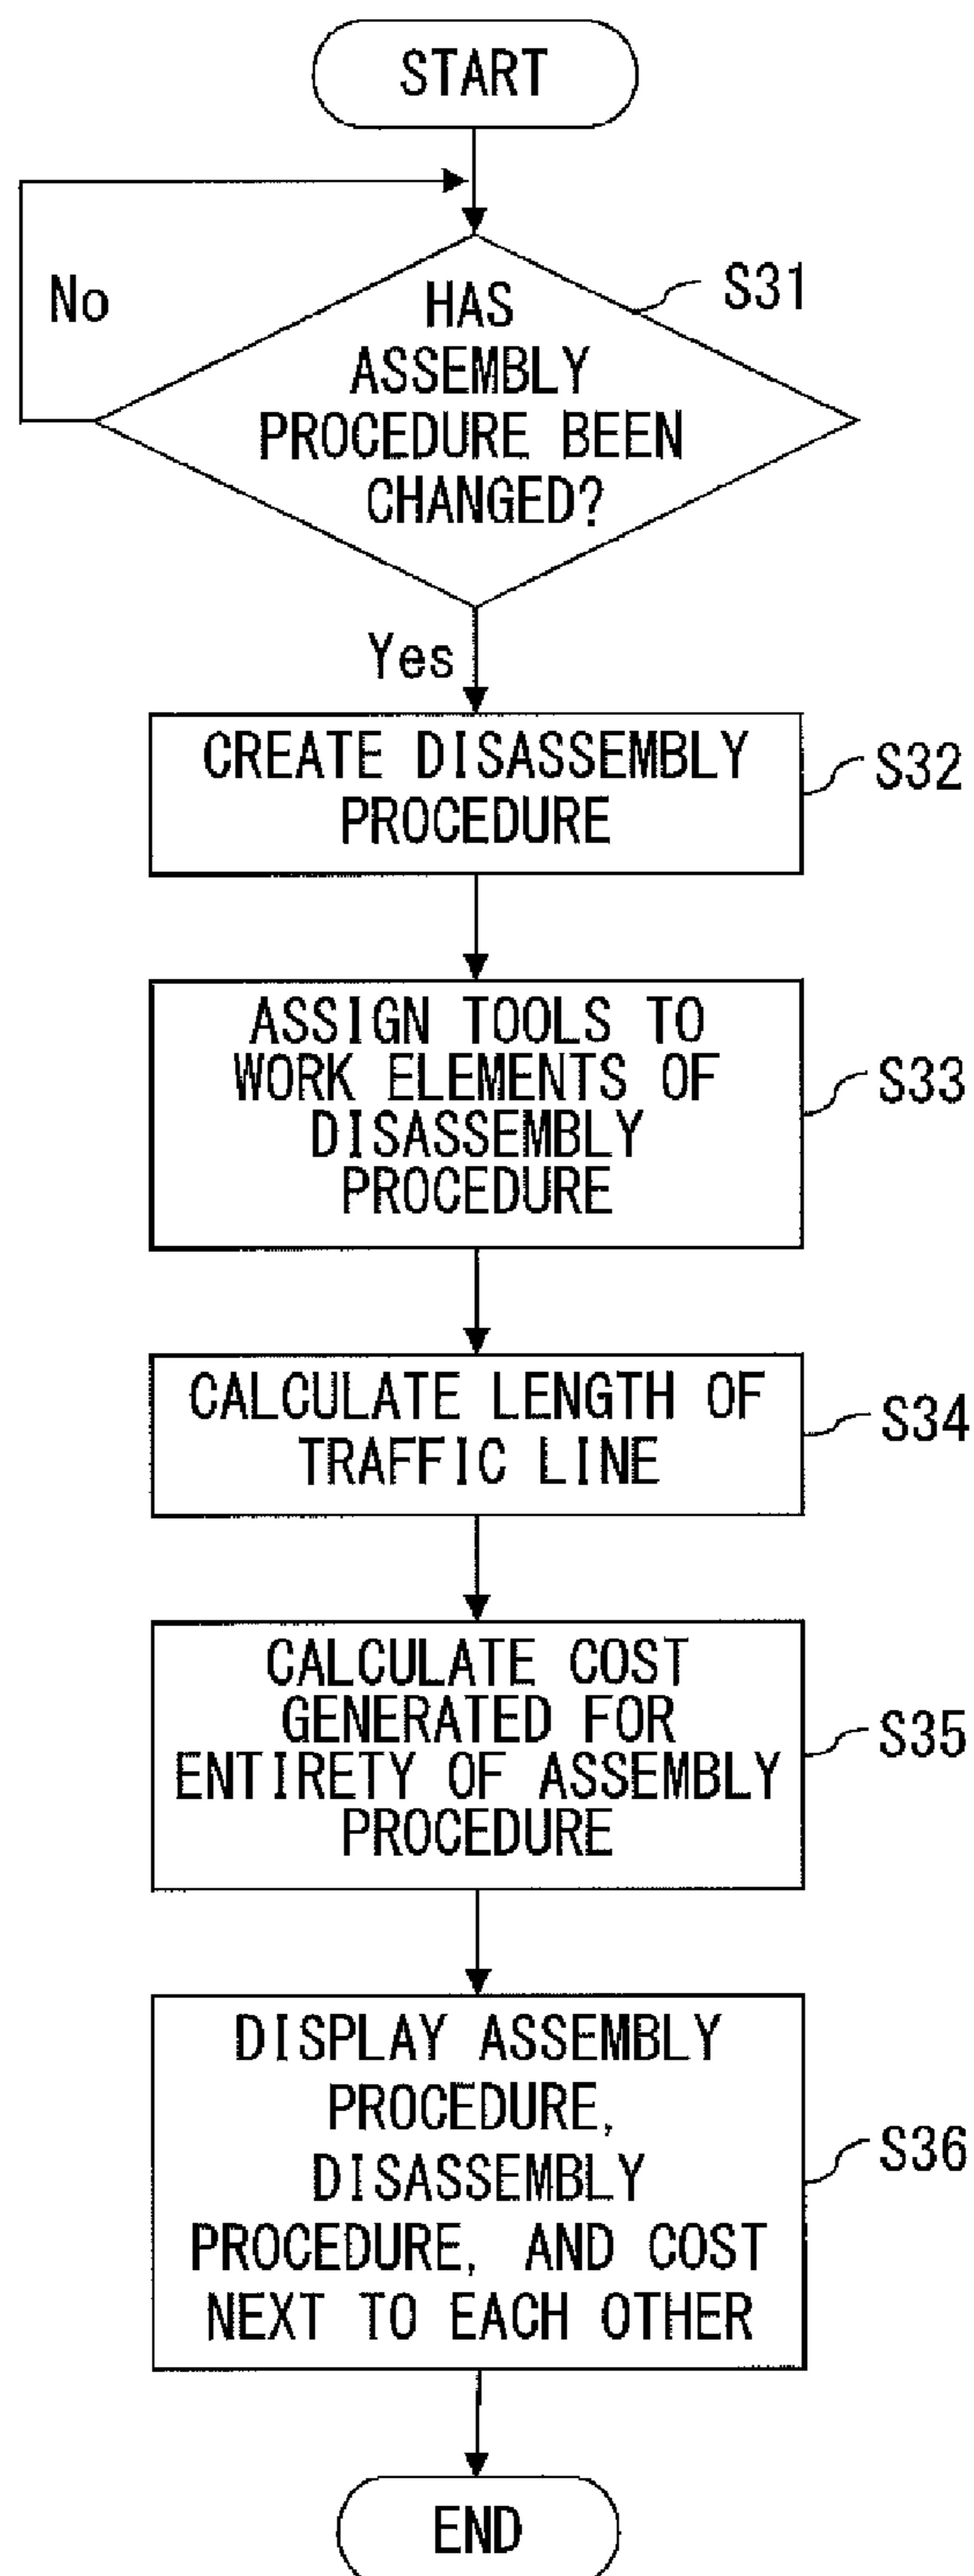 START
No
S31
HAS
ASSEMBLY
PROCEDURE BEEN
CHANGED?
Yes
CREATE DISASSEMBLY
PROCEDURE
S32
ASSIGN TOOLS TO
WORK ELEMENTS OF
DISASSEMBLY
PROCEDURE
S33
CALCULATE LENGTH OF
TRAFFIC LINE
S34
CALCULATE COST
GENERATED FOR
ENTIRETY OF ASSEMBLY
PROCEDURE
S35
DISPLAY ASSEMBLY
PROCEDURE,
DISASSEMBLY
PROCEDURE, AND COST
NEXT TO EACH OTHER
S36
END